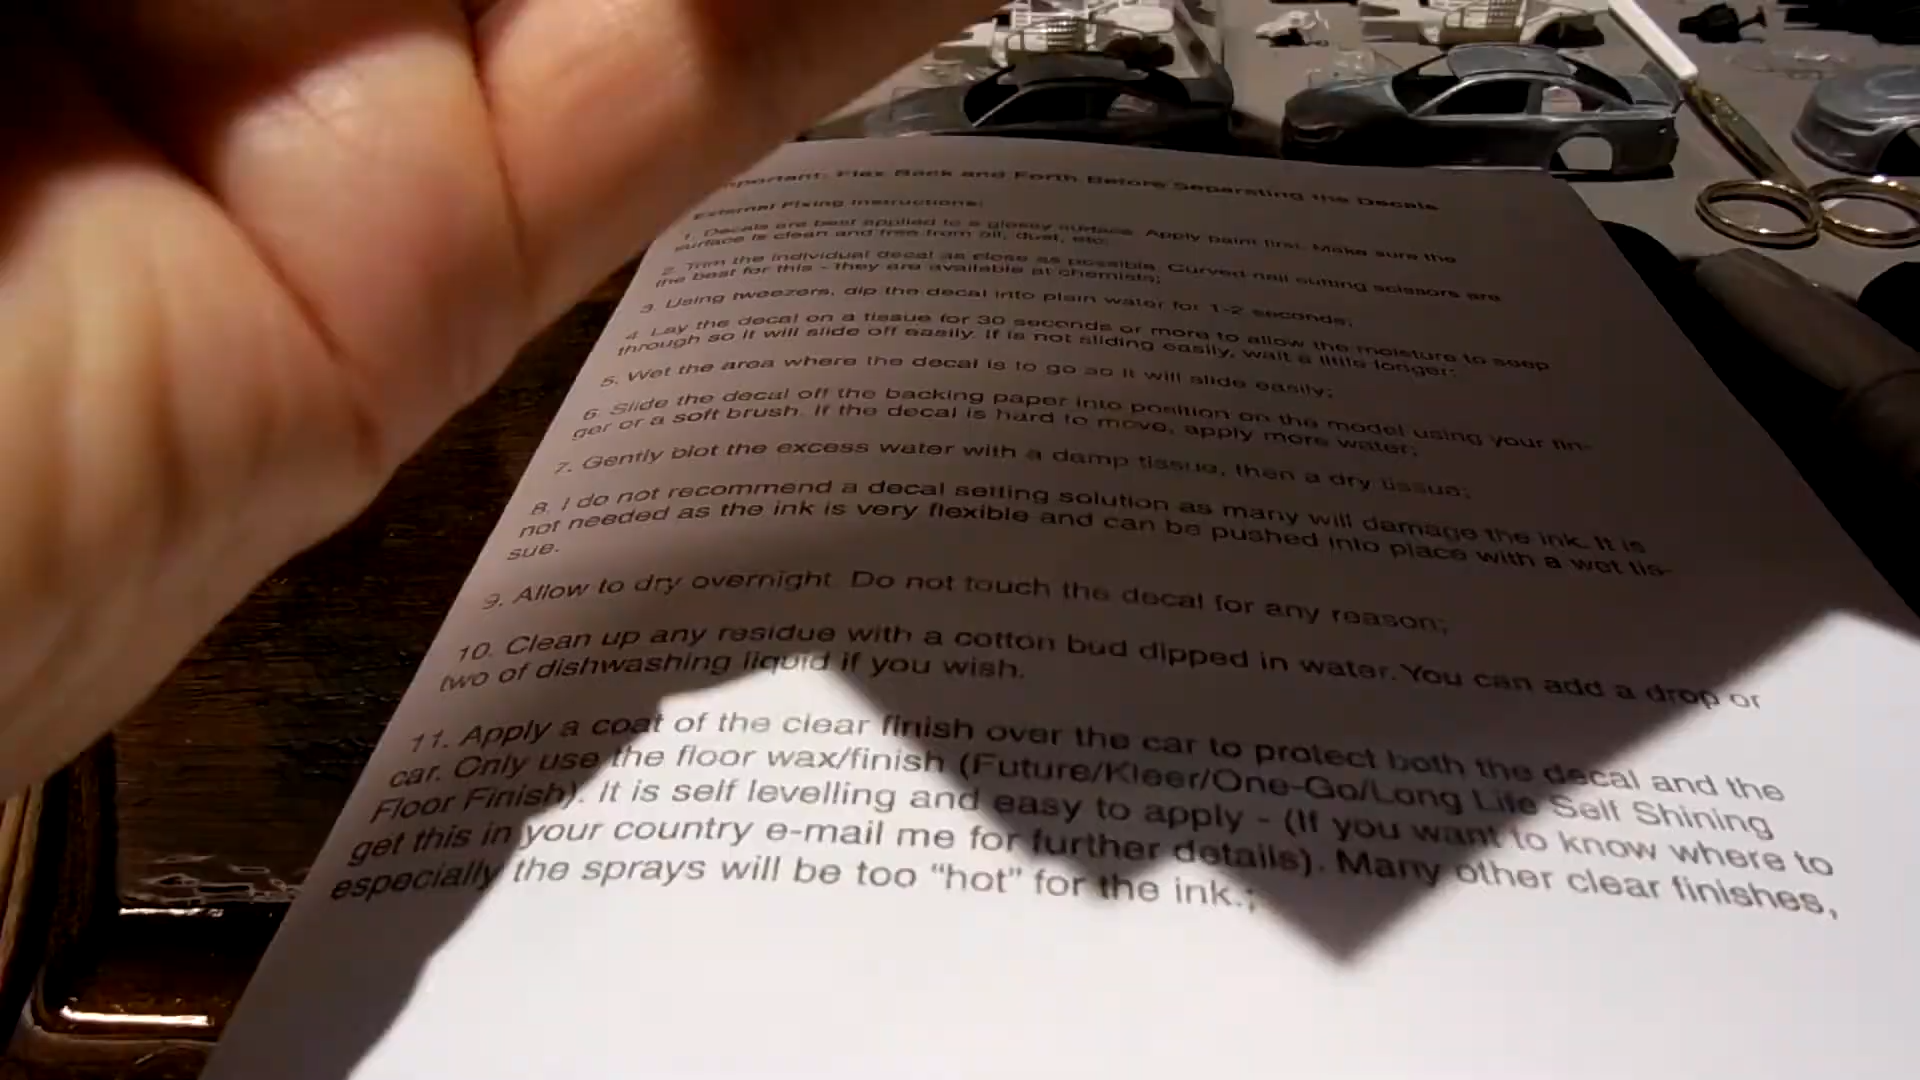 Important: Flex Back and Forth Before Separating the Decals
External Fixing Instructions:
1. Decals are best applied to a glossy surface. Apply paint first. Make sure the
surface is clean and free from oil, dust, etc.
2. Trim the individual decal as close as possible. Curved nail cutting scissors are
the best for this - they are available at chemists;
3. Using tweezers, dip the decal into plain water for 1-2 seconds;
4. Lay the decal on a tissue for 30 seconds or more to allow the moisture to seep
through so it will slide off easily. If is not sliding easily, wait a little longer;
5. Wet the area where the decal is to go so it will slide easily;
6. Slide the decal off the backing paper into position on the model using your fin-
ger or a soft brush. If the decal is hard to move, apply more water;
7. Gently blot the excess water with a damp tissue, then a dry tissue;
8. I do not recommend a decal setting solution as many will damage the ink. It is
not needed as the ink is very flexible and can be pushed into place with a wet tis-
sue.
9. Allow to dry overnight. Do not touch the decal for any reason;
10. Clean up any residue with a cotton bud dipped in water. You can add a drop or
two of dishwashing liquid if you wish.
11. Apply a coat of the clear finish over the car to protect both the decal and the
car. Only use the floor wax/finish (Future/Kleer/One-Go/Long Life Self Shining
Floor Finish). It is self levelling and easy to apply - (If you want to know where to
get this in your country e-mail me for further details). Many other clear finishes,
especially the sprays will be too “hot” for the ink.;